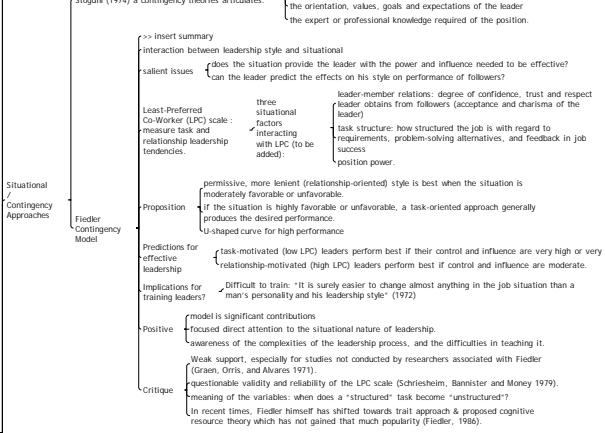 Stogdill (1974) a contingency theories articulates.
the orientation, values, goals and expectations of the leader
the expert or professional knowledge required of the position.
Situational
/
Contingency
Approaches
Fiedler
Contingency
Model
>> insert summary
interaction between leadership style and situational
salient issues
does the situation provide the leader with the power and influence needed to be effective?
can the leader predict the effects on his style on performance of followers?
Least-Preferred
Co-Worker (LPC) scale :
measure task and
relationship leadership
tendencies.
three
situational
factors
interacting
with LPC (to be
added):
leader-member relations: degree of confidence, trust and respect
leader obtains from followers (acceptance and charisma of the
leader)
task structure: how structured the job is with regard to
requirements, problem-solving alternatives, and feedback in job
success
position power.
Proposition
permissive, more lenient (relationship-oriented) style is best when the situation is
moderately favorable or unfavorable.
if the situation is highly favorable or unfavorable, a task-oriented approach generally
produces the desired performance.
U-shaped curve for high performance
Predictions for
effective
leadership
task-motivated (low LPC) leaders perform best if their control and influence are very high or very
relationship-motivated (high LPC) leaders perform best if control and influence are moderate.
Implications for
training leaders?
Difficult to train: "It is surely easier to change almost anything in the job situation than a
man's personality and his leadership style" (1972)
Positive
model is significant contributions
focused direct attention to the situational nature of leadership.
awareness of the complexities of the leadership process, and the difficulties in teaching it.
Critique
Weak support, especially for studies not conducted by researchers associated with Fiedler
(Graen, Orris, and Alvares 1971).
questionable validity and reliability of the LPC scale (Schriesheim, Bannister and Money 1979).
meaning of the variables: when does a "structured" task become "unstructured"?
In recent times, Fiedler himself has shifted towards trait approach & proposed cognitive
resource theory which has not gained that much popularity (Fiedler, 1986).